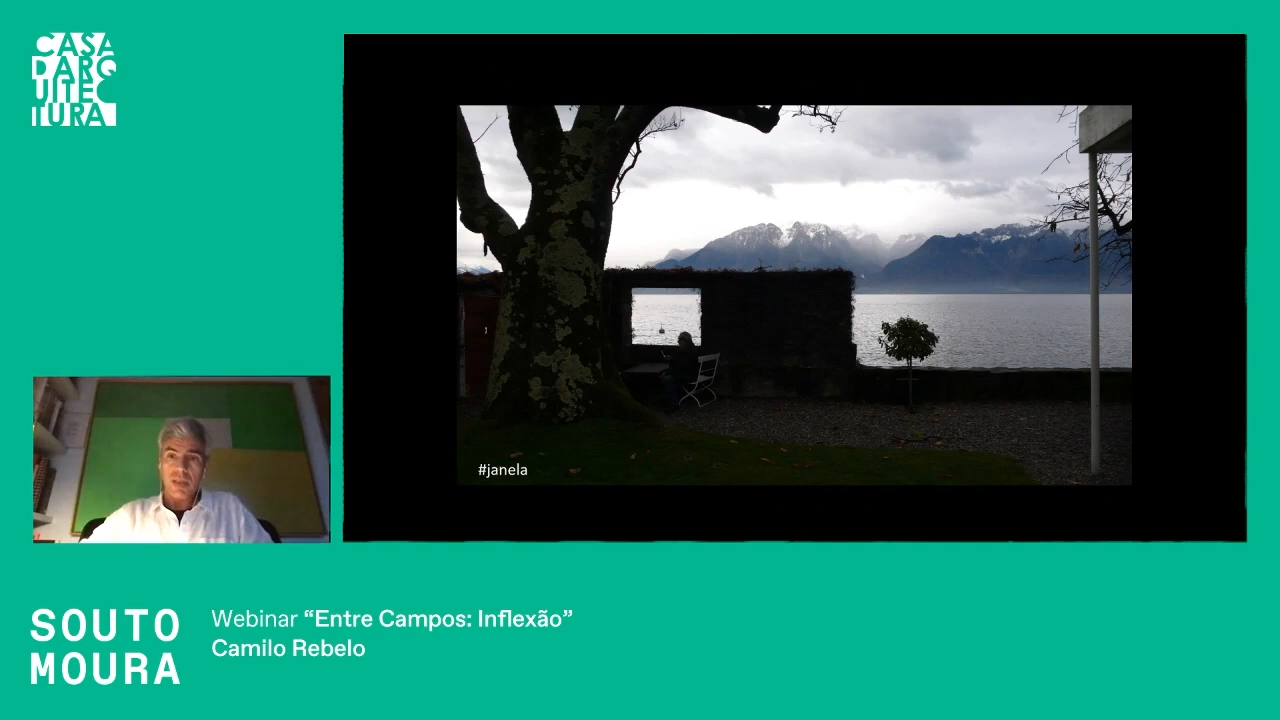 CASA
DARQ
UITEC
TURA
#janela
SOUTO
MOURA
Webinar “Entre Campos: Inflexão”
Camilo Rebelo